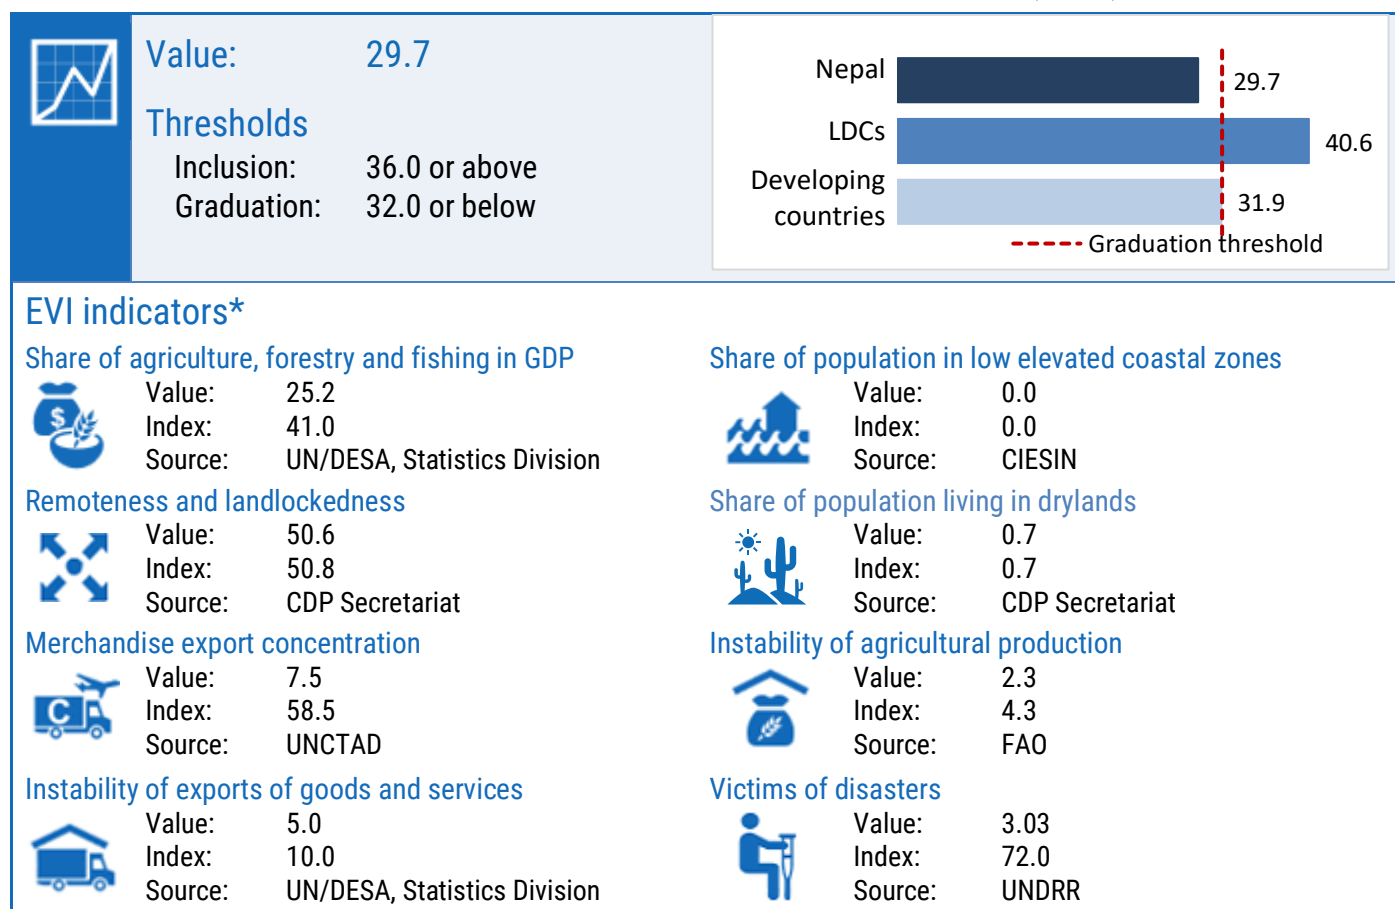 Value: 29.7
Thresholds
Inclusion: 36.0 or above
Graduation: 32.0 or below
Nepal 29.7
LDCs 40.6
Developing
countries 31.9
Graduation threshold
EVI indicators*
Share of agriculture, forestry and fishing in GDP
Value: 25.2
Index: 41.0
Source: UN/DESA, Statistics Division
Share of population in low elevated coastal zones
Value: 0.0
Index: 0.0
Source: CIESIN
Remoteness and landlockedness
Value: 50.6
Index: 50.8
Source: CDP Secretariat
Share of population living in drylands
Value: 0.7
Index: 0.7
Source: CDP Secretariat
Merchandise export concentration
C
Value: 7.5
Index: 58.5
Source: UNCTAD
Instability of agricultural production
Value: 2.3
Index: 4.3
Source: FAO
Instability of exports of goods and services
Value: 5.0
Index: 10.0
Source: UN/DESA, Statistics Division
Victims of disasters
Value: 3.03
Index: 72.0
Source: UNDRR